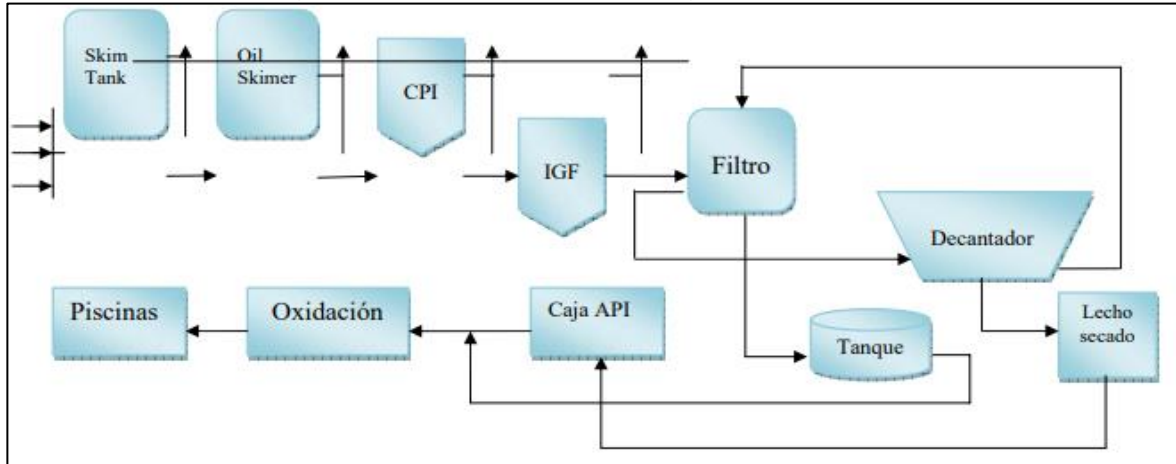 Skim
Tank
Oil
Skimer
CPI
IGF
Filtro
Decantador
Piscinas
Oxidación
Caja API
Tanque
Lecho
secado